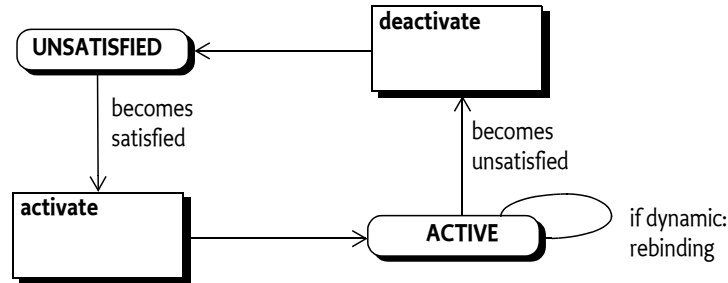 deactivate
UNSATISFIED
becomes
satisfied
becomes
unsatisfied
activate
ACTIVE
if dynamic:
rebinding